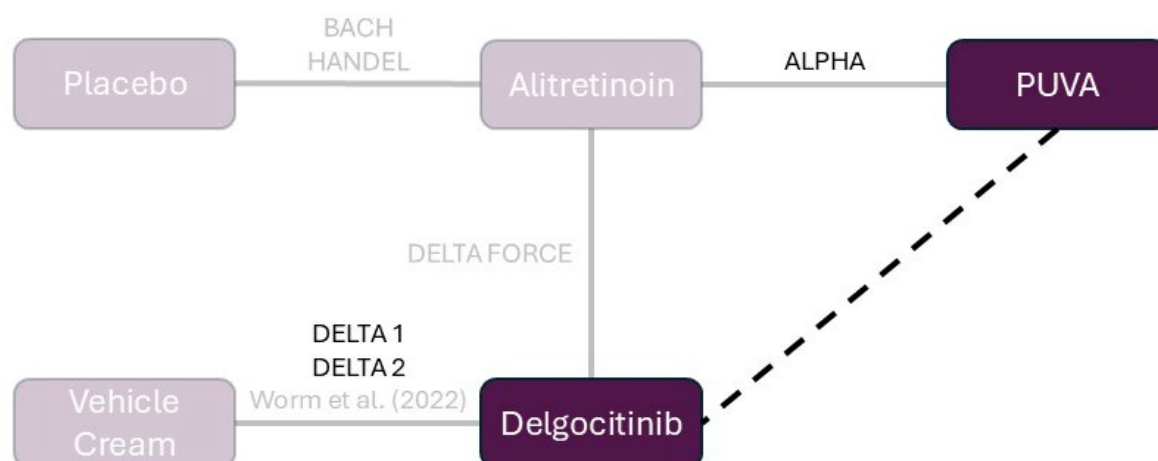 BACH
HANDEL
Placebo
Alitretinoin
ALPHA
PUVA
DELTA FORCE
DELTA 1
DELTA 2
Worm et al. (2022)
Vehicle
Cream
Delgocitinib